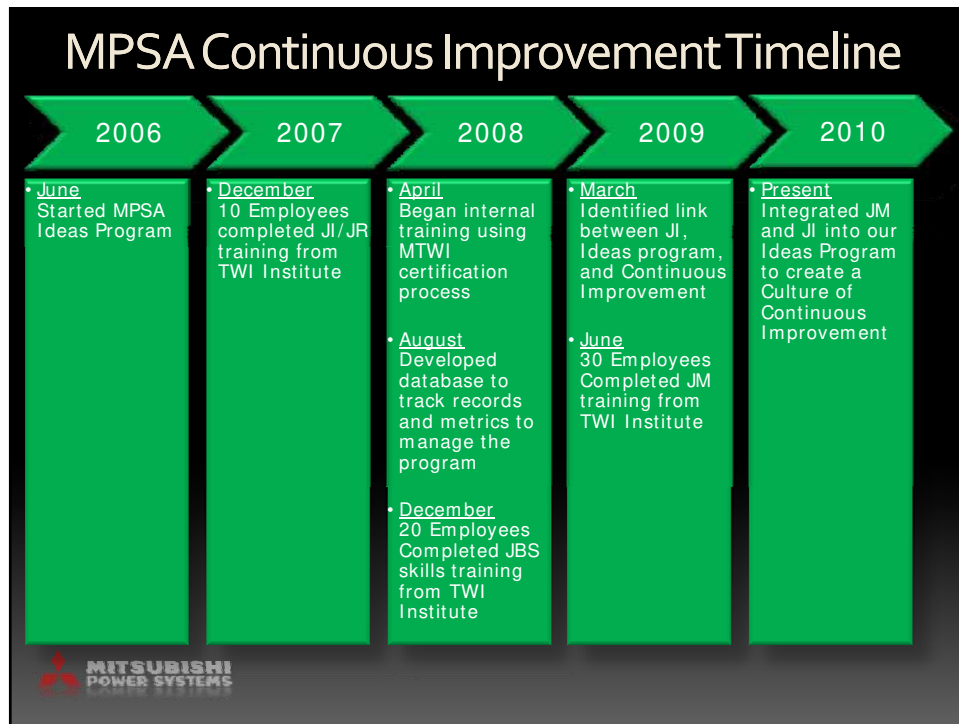 MPSA Continuous Improvement Timeline
2006
2007
2008
2009
2010
• June
Started MPSA
Ideas Program
• December
10 Employees
completed JI/JR
training from
TWI Institute
• April
Began internal
training using
MTWI
certification
process
• August
Developed
database to
track records
and metrics to
manage the
program
• December
20 Employees
Completed JBS
skills training
from TWI
Institute
• March
Identified link
between JI,
Ideas program,
and Continuous
Improvement
• June
30 Employees
Completed JM
training from
TWI Institute
• Present
Integrated JM
and JI into our
Ideas Program
to create a
Culture of
Continuous
Improvement
MITSUBISHI
POWER SYSTEMS